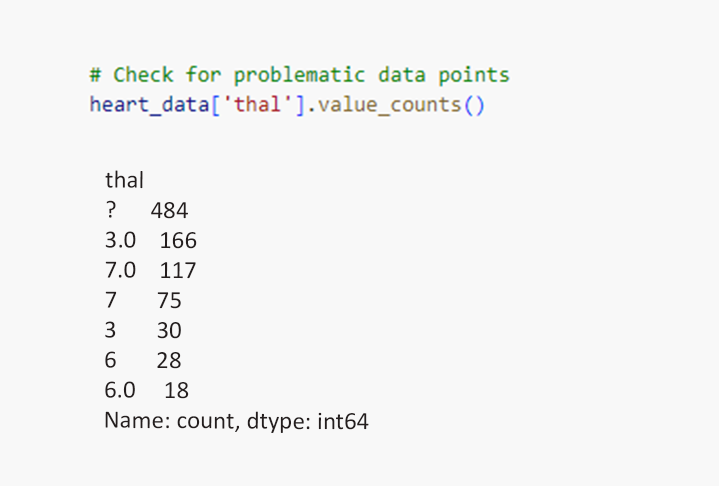 # Check for problematic data points
heart_data['thal'].value_counts()
thal
? 484
3.0 166
7.0 117
7 75
3 30
6 28
6.0 18
Name: count, dtype: int64